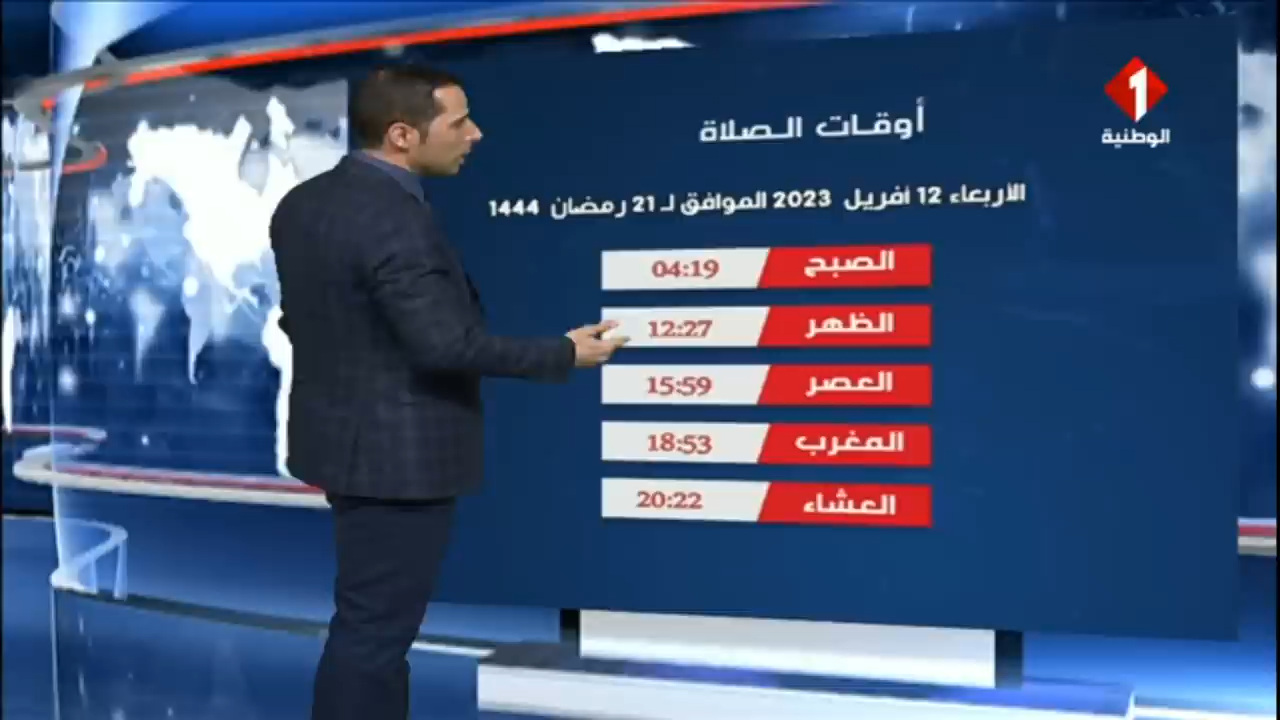 1
الوطنية
أوقات الصلاة
الأربعاء 12 أفريل 2023 الموافق لـ 21 رمضان 1444
الصبح 04:19
الظهر 12:27
العصر 15:59
المغرب 18:53
العشاء 20:22